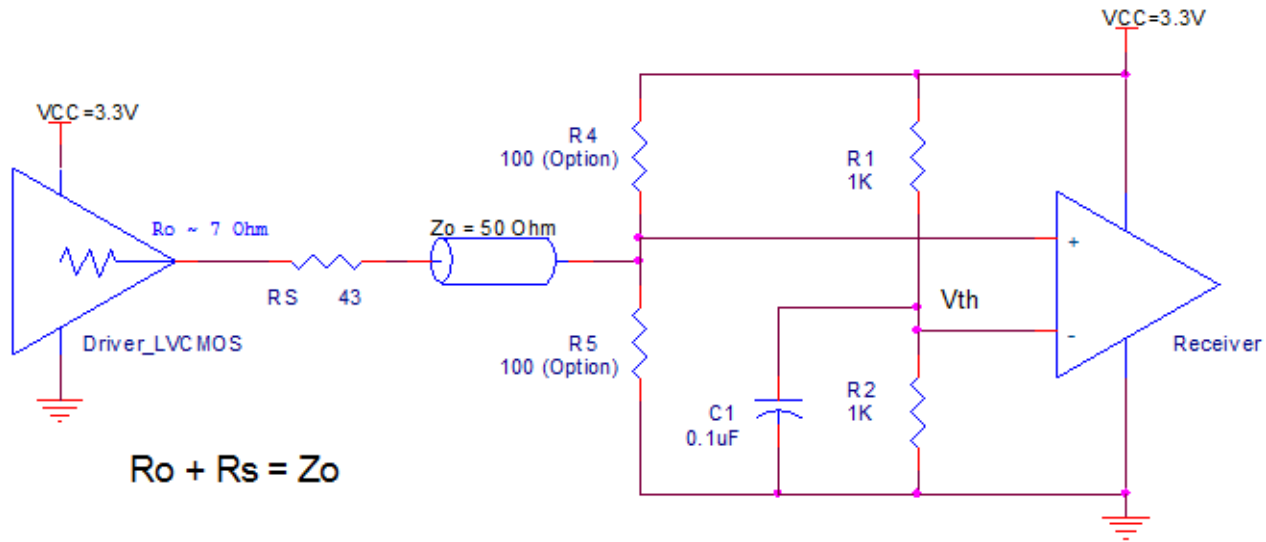 VCC=3.3V
VCC=3.3V
R4
100 (Option)
R1
1K
Ro ~ 7 Ohm
Zo = 50 Ohm
+
RS 43
Vth
-
Driver_LVCMOS
R5
100 (Option)
Receiver
R2
1K
C1
0.1uF
Ro + Rs = Zo